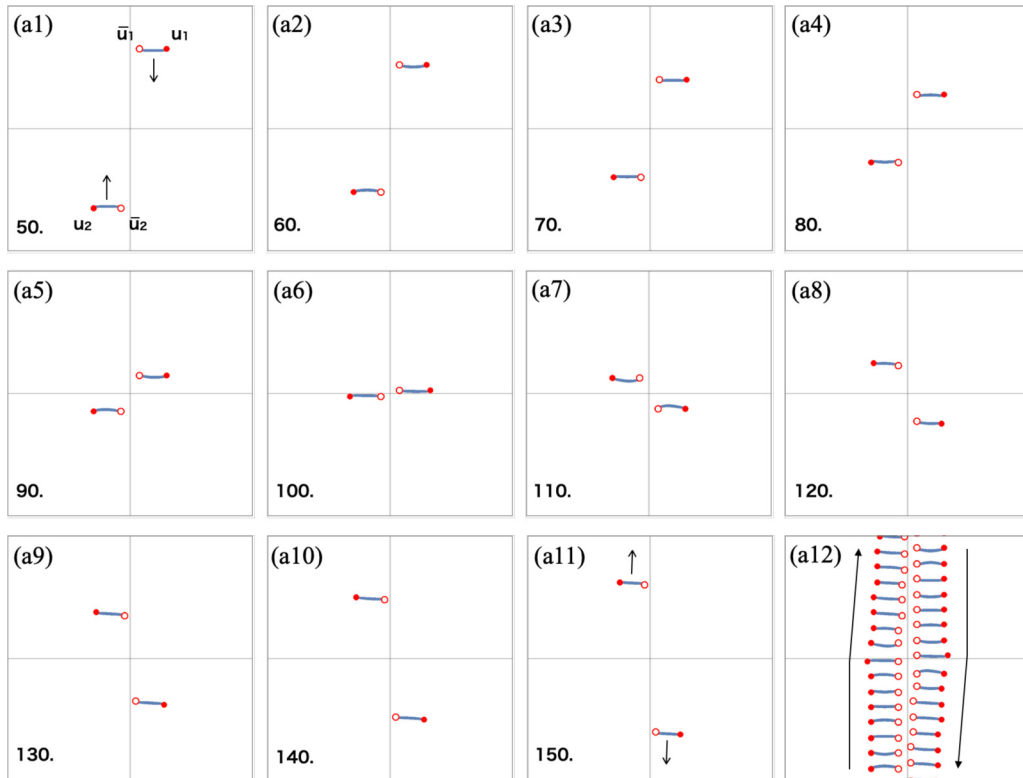 (a1)
ū₁ u₁
u₂ ū₂
50.
(a2)
60.
(a3)
70.
(a4)
80.
(a5)
90.
(a6)
100.
(a7)
110.
(a8)
120.
(a9)
130.
(a10)
140.
(a11)
150.
(a12)